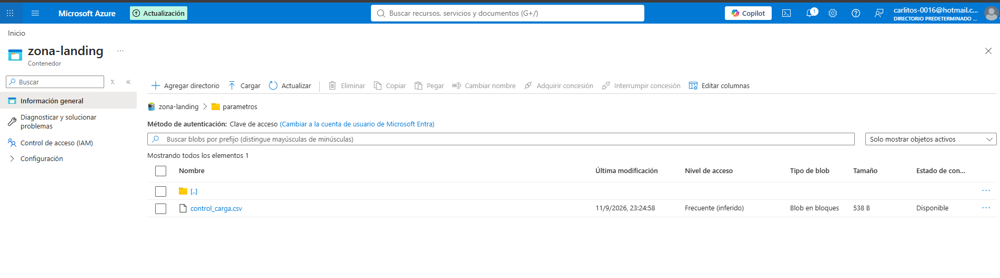 Microsoft Azure
Actualización
Buscar recursos, servicios y documentos (G+/)
Copilot
1
carlitos-0016@hotmail.c...
DIRECTORIO PREDETERMINADO ...
Inicio
zona-landing
...
Contenedor
Buscar
Información general
Diagnosticar y solucionar
problemas
Control de acceso (IAM)
Configuración
Agregar directorio
Cargar
Actualizar
Eliminar
Copiar
Pegar
Cambiar nombre
Adquirir concesión
Interrumpir concesión
Editar columnas
zona-landing > parametros
Método de autenticación: Clave de acceso (Cambiar a la cuenta de usuario de Microsoft Entra)
Buscar blobs por prefijo (distingue mayúsculas de minúsculas)
Solo mostrar objetos activos
Mostrando todos los elementos 1
Nombre Última modificación Nivel de acceso Tipo de blob Tamaño Estado de con...
[..] ...
control_carga.csv 11/9/2026, 23:24:58 Frecuente (inferido) Blob en bloques 538 B Disponible ...